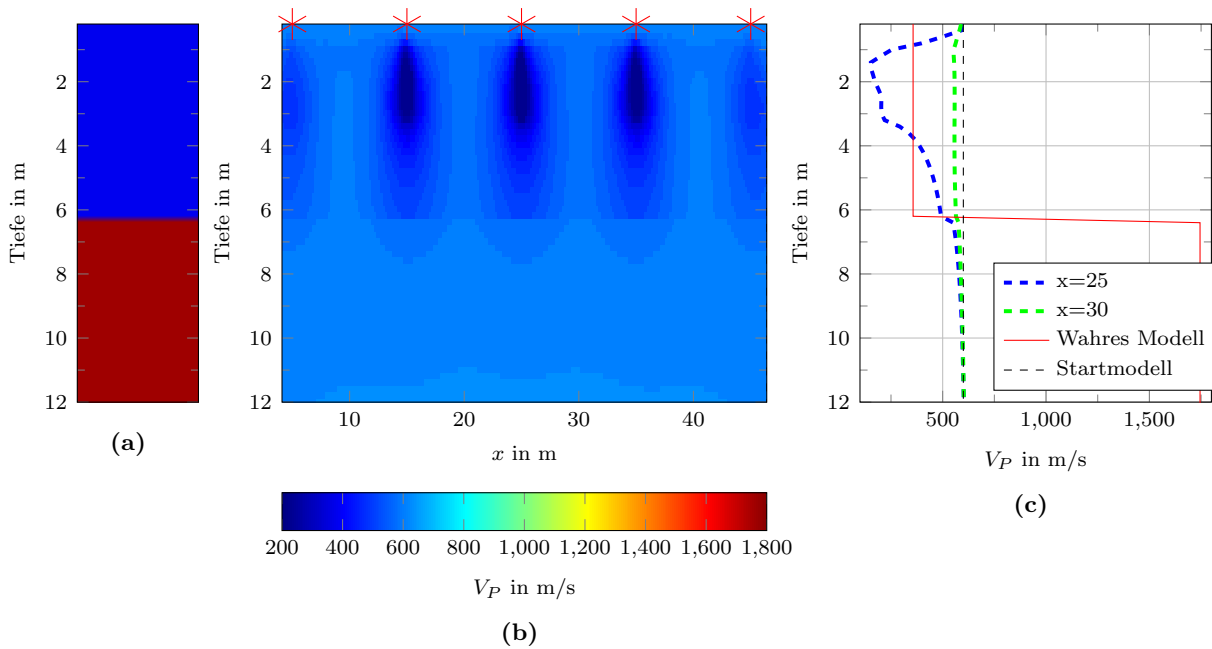 2
4
6
8
10
12
Tiefe in m
(a)
2
4
6
8
10
12
Tiefe in m
10 20 30 40
x in m
200 400 600 800 1,000 1,200 1,400 1,600 1,800
V_P in m/s
(b)
2
4
6
8
10
12
Tiefe in m
x=25
x=30
Wahres Modell
Startmodell
500 1,000 1,500
V_P in m/s
(c)